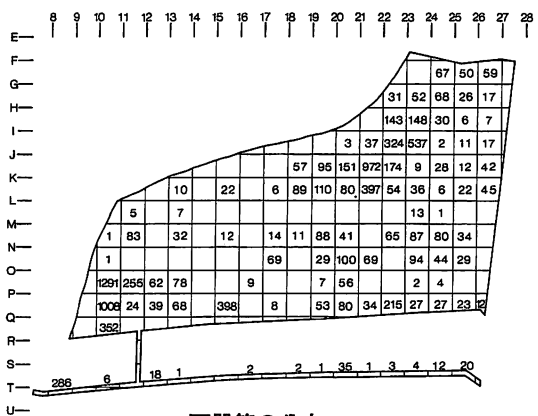 8 9 10 11 12 13 14 15 16 17 18 19 20 21 22 23 24 25 26 27 28
E
F
67 50 59
G
31 52 68 26 17
H
143 148 30 6 7
I
3 37 324 537 2 11 17
J
57 95 151 972 174 9 28 12 42
K
10 22 6 89 110 80 397 54 36 6 22 45
L
5 7 13 1
M
1 83 32 12 14 11 88 41 65 87 80 34
N
1 69 29 100 69 94 44 29
O
1291 255 62 78 9 7 56 2 4
P
1008 24 39 68 398 8 53 80 34 215 27 27 23 12
Q
352
R
S
286 6 18 1 2 2 1 35 1 3 4 12 20
T
U